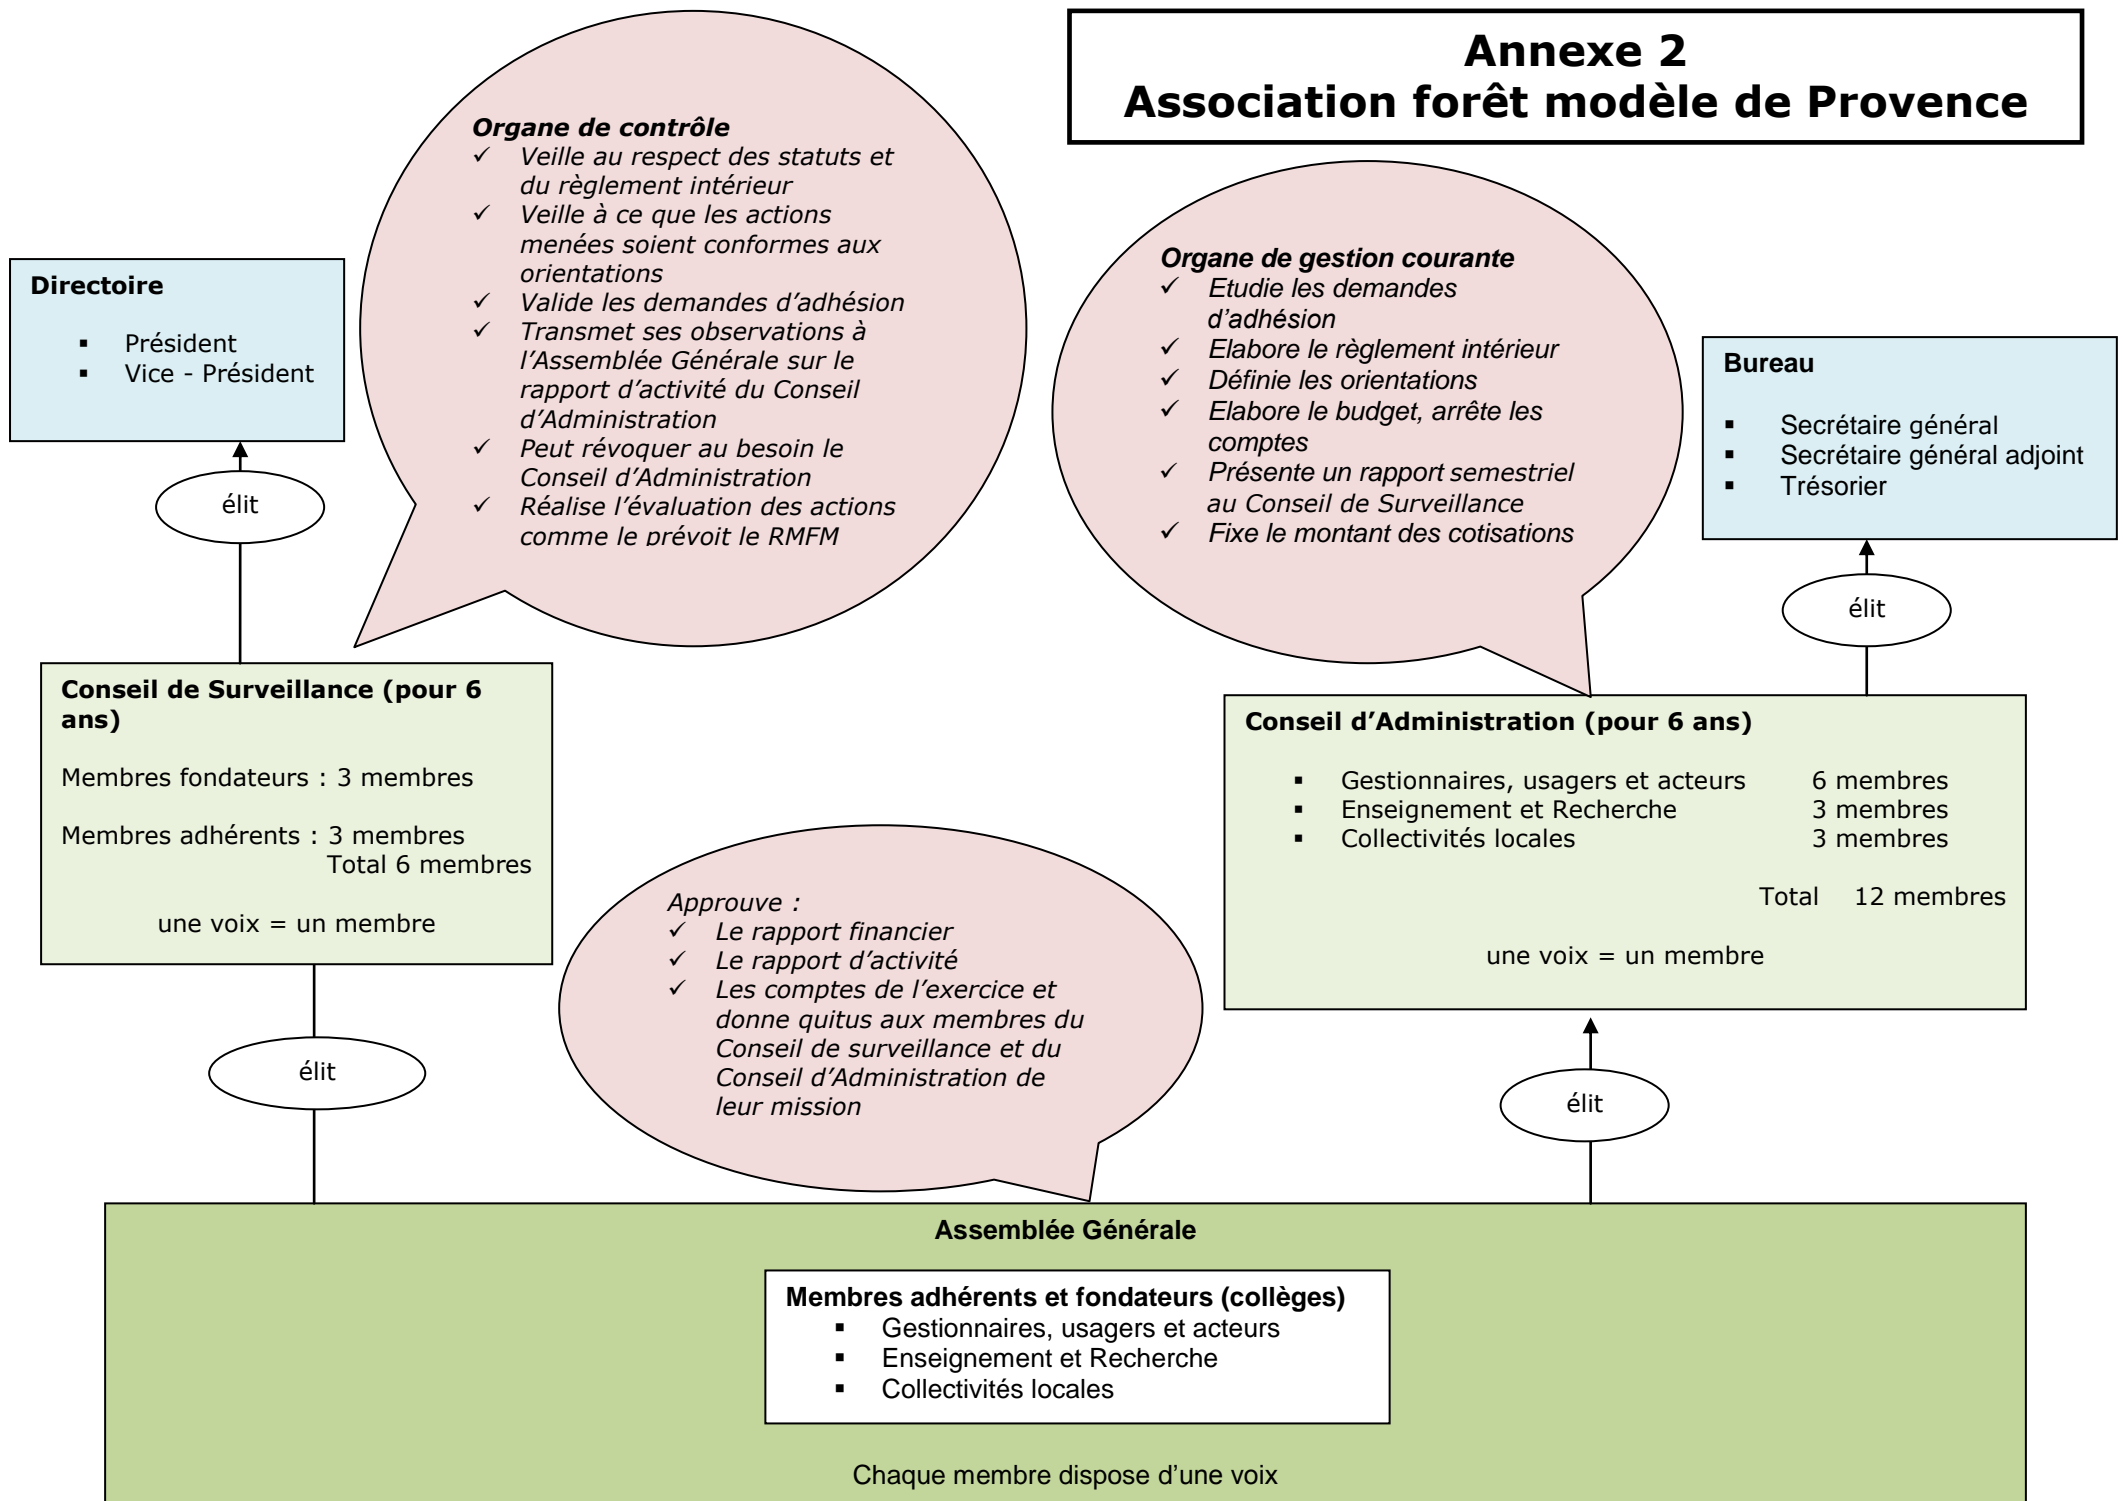 Annexe 2
Association forêt modèle de Provence
Organe de contrôle
✓ Veille au respect des statuts et
du règlement intérieur
✓ Veille à ce que les actions
menées soient conformes aux
orientations
✓ Valide les demandes d’adhésion
✓ Transmet ses observations à
l’Assemblée Générale sur le
rapport d’activité du Conseil
d’Administration
✓ Peut révoquer au besoin le
Conseil d’Administration
✓ Réalise l’évaluation des actions
comme le prévoit le RMFM
Organe de gestion courante
✓ Etudie les demandes
d’adhésion
✓ Elabore le règlement intérieur
✓ Définie les orientations
✓ Elabore le budget, arrête les
comptes
✓ Présente un rapport semestriel
au Conseil de Surveillance
✓ Fixe le montant des cotisations
Directoire
▪ Président
▪ Vice - Président
élit
Bureau
▪ Secrétaire général
▪ Secrétaire général adjoint
▪ Trésorier
élit
Conseil de Surveillance (pour 6
ans)
Membres fondateurs : 3 membres
Membres adhérents : 3 membres
Total 6 membres
une voix = un membre
élit
Conseil d’Administration (pour 6 ans)
▪ Gestionnaires, usagers et acteurs 6 membres
▪ Enseignement et Recherche 3 membres
▪ Collectivités locales 3 membres
Total 12 membres
une voix = un membre
élit
Approuve :
✓ Le rapport financier
✓ Le rapport d’activité
✓ Les comptes de l’exercice et
donne quitus aux membres du
Conseil de surveillance et du
Conseil d’Administration de
leur mission
Assemblée Générale
Membres adhérents et fondateurs (collèges)
▪ Gestionnaires, usagers et acteurs
▪ Enseignement et Recherche
▪ Collectivités locales
Chaque membre dispose d’une voix